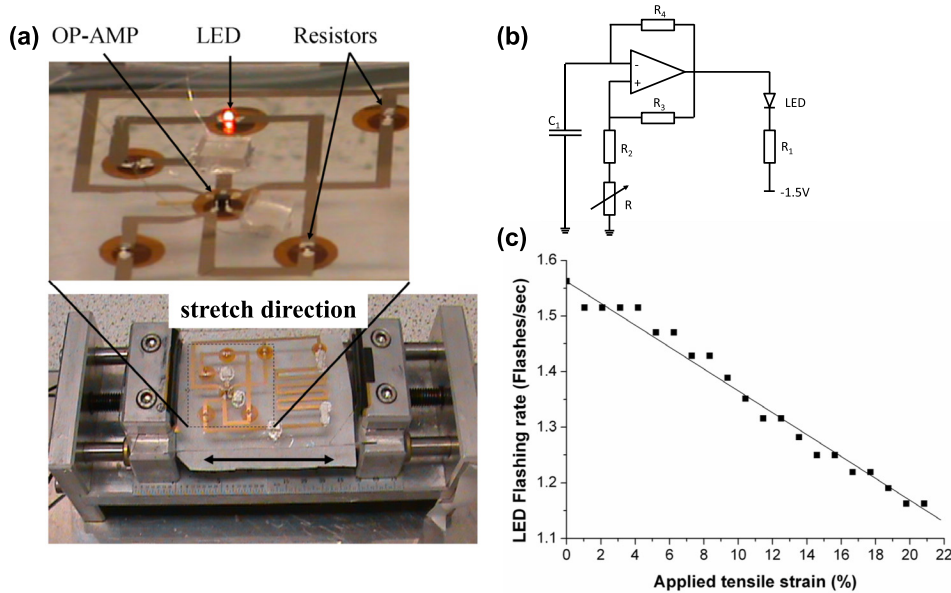 (a)
OP-AMP
LED
Resistors
stretch direction
(b)
R4
-
+
R3
C1
R2
R
LED
R1
-1.5V
(c)
LED Flashing rate (Flashes/sec)
1.6
1.5
1.4
1.3
1.2
1.1
0 2 4 6 8 10 12 14 16 18 20 22
Applied tensile strain (%)